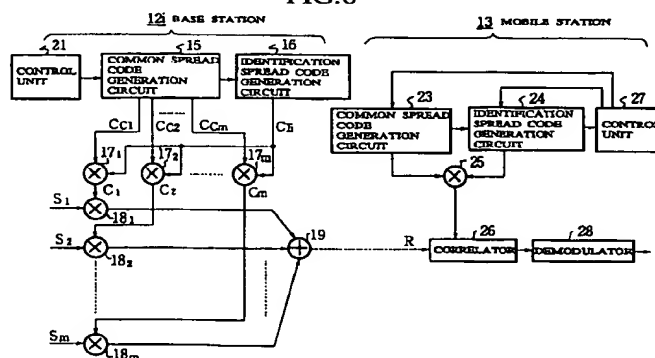 12i BASE STATION
13 MOBILE STATION
21
15
16
CONTROL
UNIT
COMMON SPREAD
CODE
GENERATION
CIRCUIT
IDENTIFICATION
SPREAD CODE
GENERATION
CIRCUIT
23
24
27
COMMON SPREAD
CODE
GENERATION
CIRCUIT
IDENTIFICATION
SPREAD CODE
GENERATION
CIRCUIT
CONTROL
UNIT
CC1
CC2
CCm
171
172
17m
25
C1
C2
Cm
S1
181
S2
182
19
R
26
28
CORRELATOR
DEMODULATOR
Sm
18m